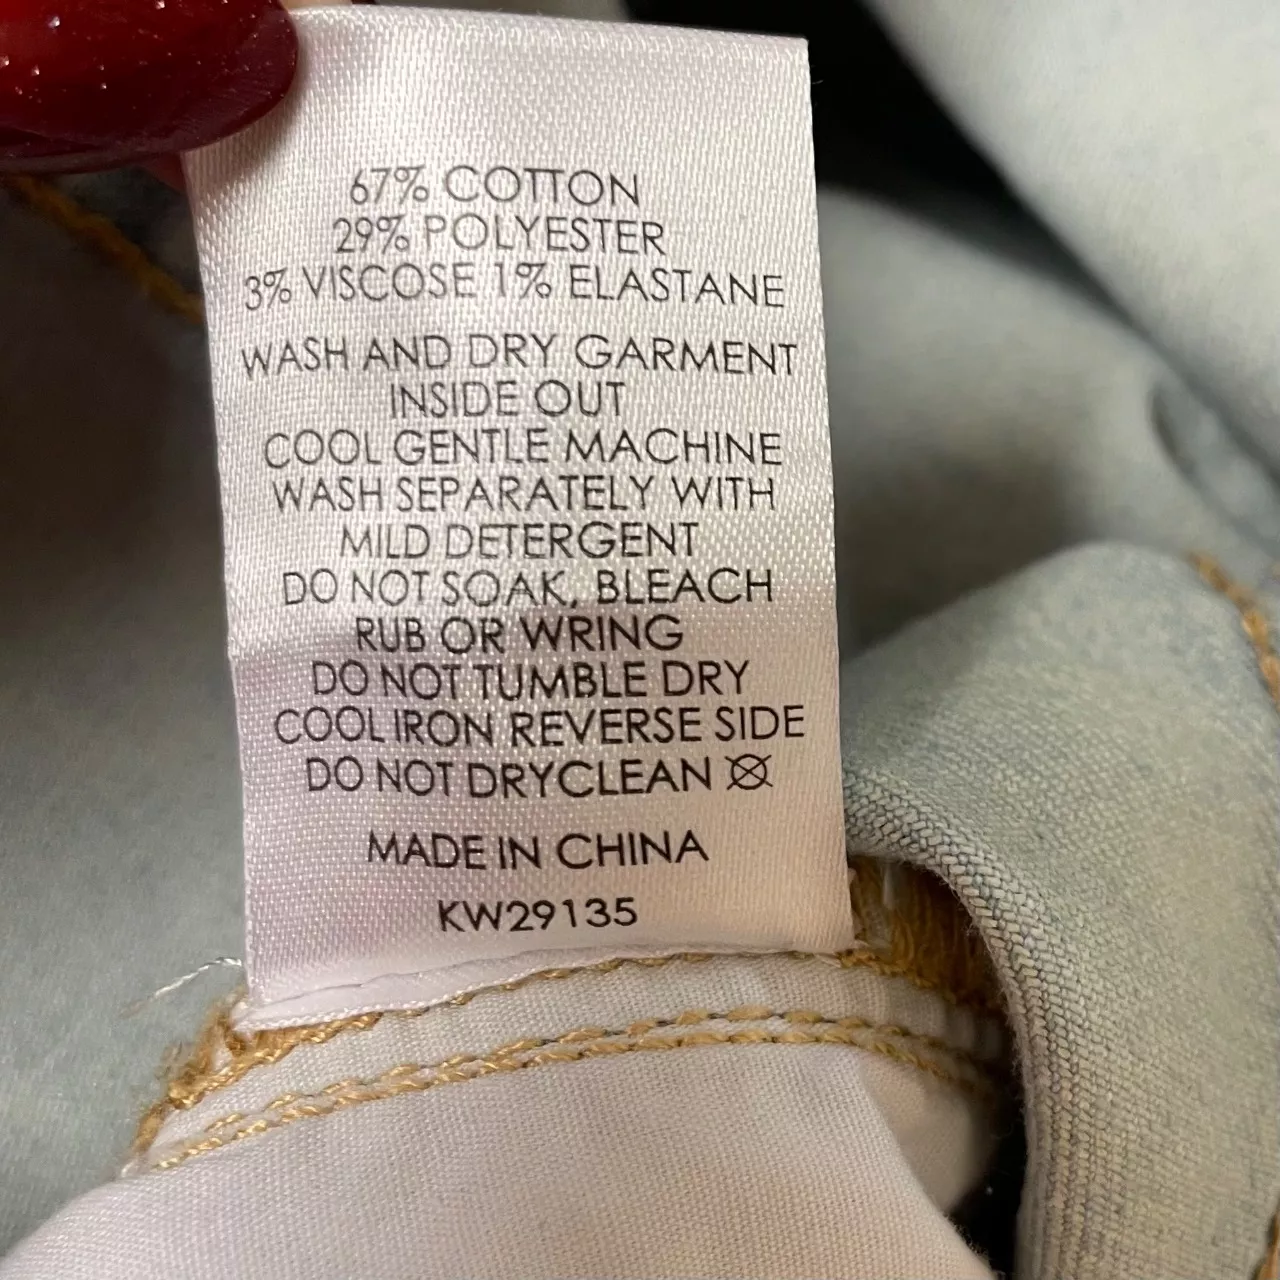 67% COTTON
29% POLYESTER
3% VISCOSE 1% ELASTANE
WASH AND DRY GARMENT
INSIDE OUT
COOL GENTLE MACHINE
WASH SEPARATELY WITH
MILD DETERGENT
DO NOT SOAK, BLEACH
RUB OR WRING
DO NOT TUMBLE DRY
COOL IRON REVERSE SIDE
DO NOT DRYCLEAN
MADE IN CHINA
KW29135